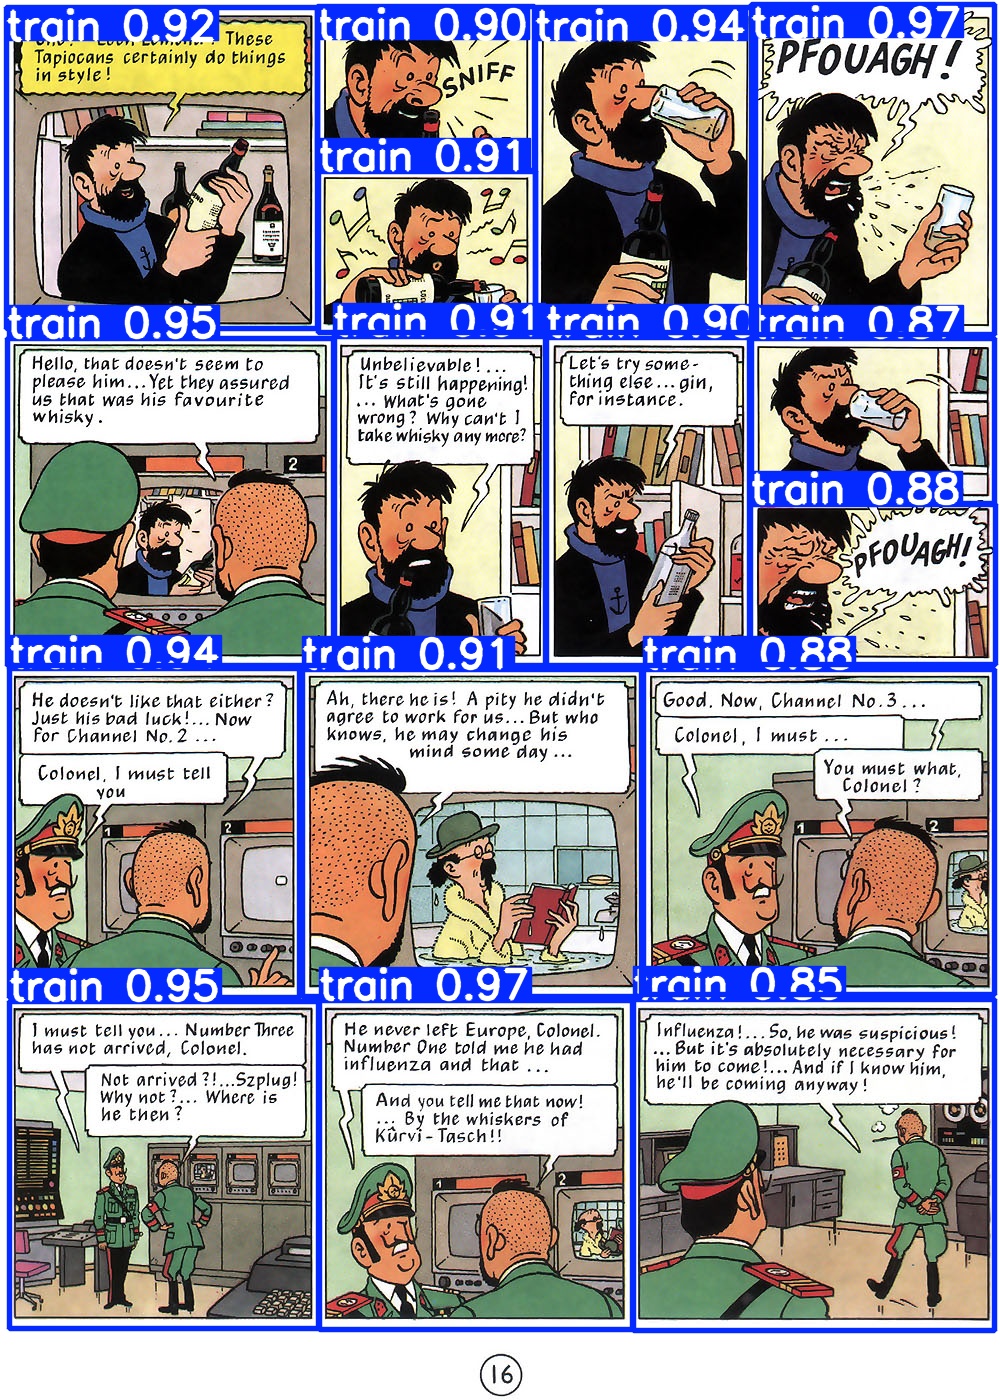 train 0.92
These
Tapiocans certainly do things
in style!
train 0.90
SNIFF
train 0.91
train 0.94
train 0.97
PFOUAGH!
train 0.95
Hello, that doesn't seem to
please him... Yet they assured
us that was his favourite
whisky.
2
train 0.91
Unbelievable!...
It's still happening!
... What's gone
wrong? Why can't I
take whisky any more?
train 0.90
Let's try some-
thing else... gin,
for instance.
train 0.87
train 0.88
PFOUAGH!
train 0.94
He doesn't like that either?
Just his bad luck!... Now
for Channel No. 2 ...
Colonel, I must tell
you
1
2
train 0.91
Ah, there he is! A pity he didn't
agree to work for us... But who
knows, he may change his
mind some day ...
train 0.88
Good. Now, Channel No. 3 ...
Colonel, I must ...
You must what,
Colonel?
1
2
train 0.95
I must tell you ... Number Three
has not arrived, Colonel.
Not arrived?!...Szplug!
Why not?... Where is
he then?
train 0.97
He never left Europe, Colonel.
Number One told me he had
influenza and that ...
And you tell me that now!
... By the whiskers of
Kûrvi-Tasch!!
1
2
train 0.85
Influenza!... So, he was suspicious!
... But it's absolutely necessary for
him to come!... And if I know him,
he'll be coming anyway!
16